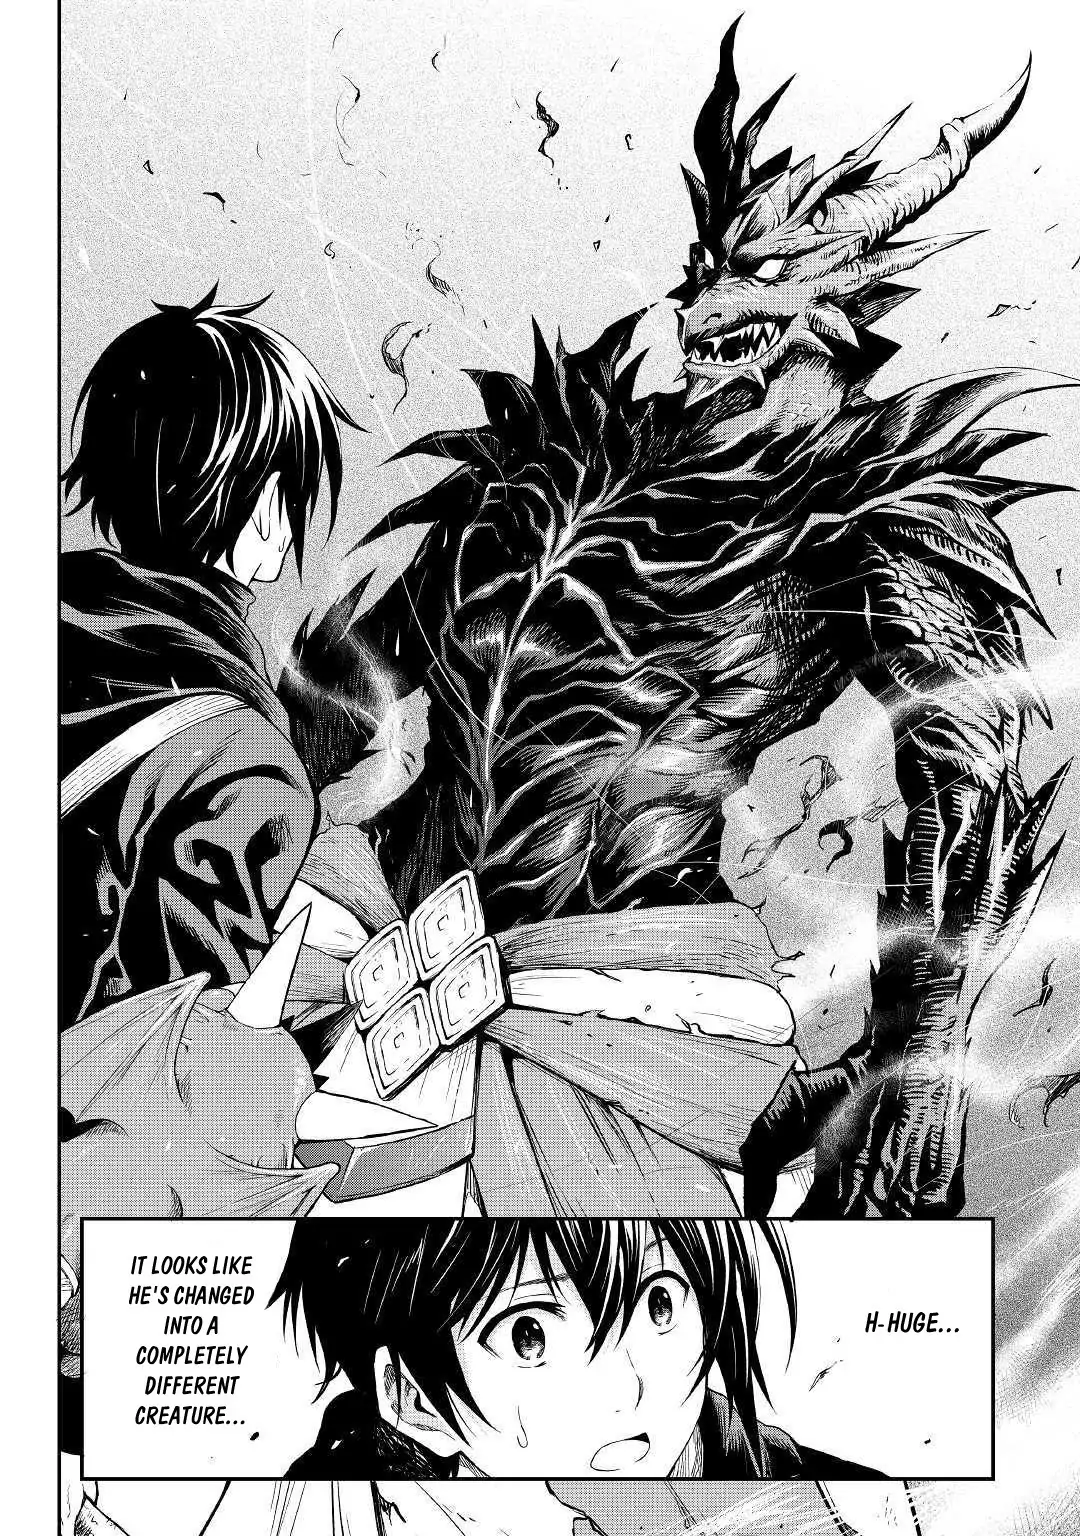 H-HUGE...
IT LOOKS LIKE
HE'S CHANGED
INTO A
COMPLETELY
DIFFERENT
CREATURE...